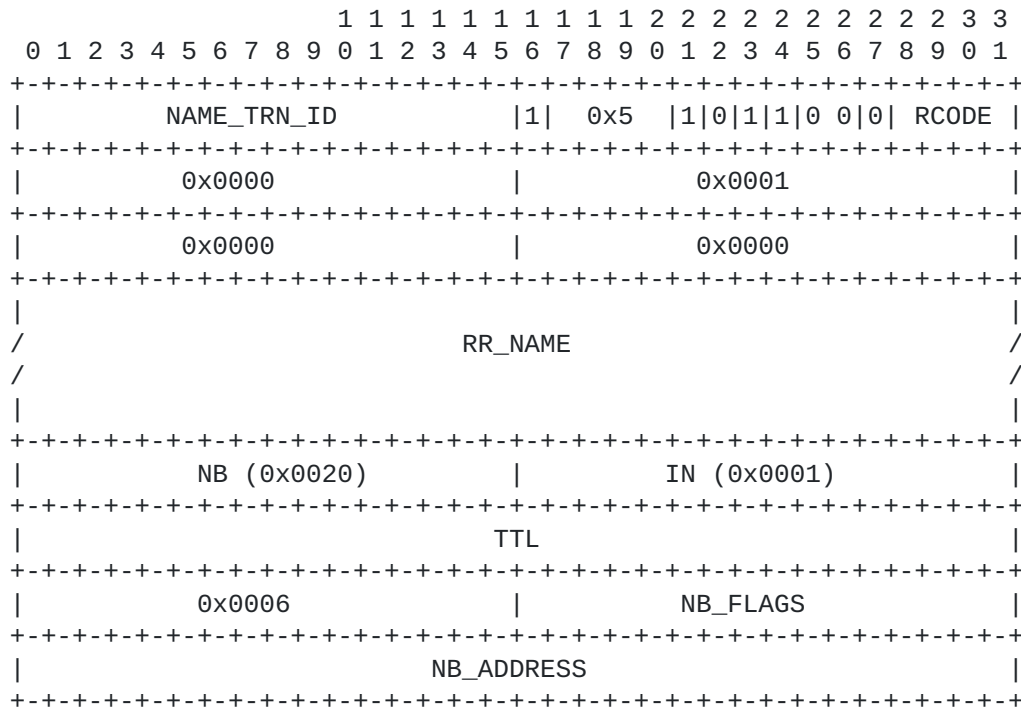 1 1 1 1 1 1 1 1 1 1 2 2 2 2 2 2 2 2 2 2 3 3
 0 1 2 3 4 5 6 7 8 9 0 1 2 3 4 5 6 7 8 9 0 1 2 3 4 5 6 7 8 9 0 1
+-+-+-+-+-+-+-+-+-+-+-+-+-+-+-+-+-+-+-+-+-+-+-+-+-+-+-+-+-+-+-+-+
|         NAME_TRN_ID           |1|  0x5  |1|0|1|1|0 0|0| RCODE |
+-+-+-+-+-+-+-+-+-+-+-+-+-+-+-+-+-+-+-+-+-+-+-+-+-+-+-+-+-+-+-+-+
|          0x0000               |           0x0001              |
+-+-+-+-+-+-+-+-+-+-+-+-+-+-+-+-+-+-+-+-+-+-+-+-+-+-+-+-+-+-+-+-+
|          0x0000               |           0x0000              |
+-+-+-+-+-+-+-+-+-+-+-+-+-+-+-+-+-+-+-+-+-+-+-+-+-+-+-+-+-+-+-+-+
|                                                               |
/                            RR_NAME                            /
/                                                               /
|                                                               |
+-+-+-+-+-+-+-+-+-+-+-+-+-+-+-+-+-+-+-+-+-+-+-+-+-+-+-+-+-+-+-+-+
|           NB (0x0020)         |         IN (0x0001)           |
+-+-+-+-+-+-+-+-+-+-+-+-+-+-+-+-+-+-+-+-+-+-+-+-+-+-+-+-+-+-+-+-+
|                              TTL                              |
+-+-+-+-+-+-+-+-+-+-+-+-+-+-+-+-+-+-+-+-+-+-+-+-+-+-+-+-+-+-+-+-+
|           0x0006              |          NB_FLAGS             |
+-+-+-+-+-+-+-+-+-+-+-+-+-+-+-+-+-+-+-+-+-+-+-+-+-+-+-+-+-+-+-+-+
|                          NB_ADDRESS                           |
+-+-+-+-+-+-+-+-+-+-+-+-+-+-+-+-+-+-+-+-+-+-+-+-+-+-+-+-+-+-+-+-+